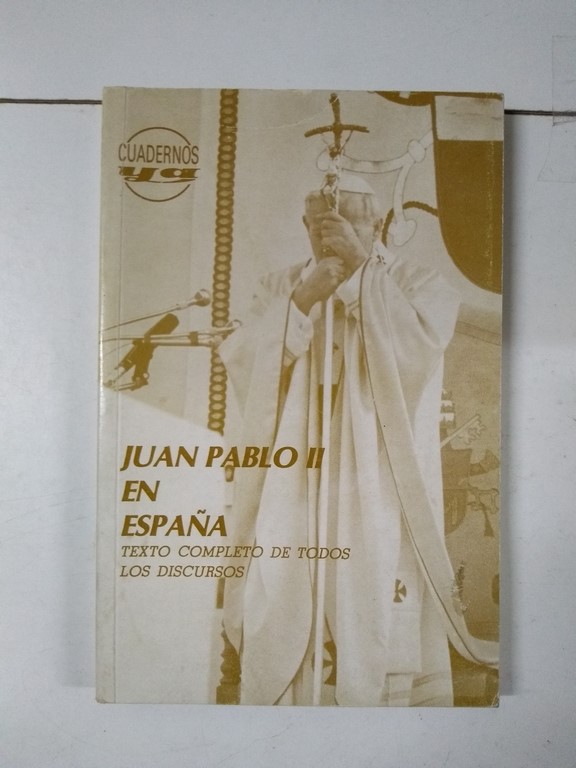 CUADERNOS
ya
JUAN PABLO II
EN
ESPAÑA
TEXTO COMPLETO DE TODOS
LOS DISCURSOS